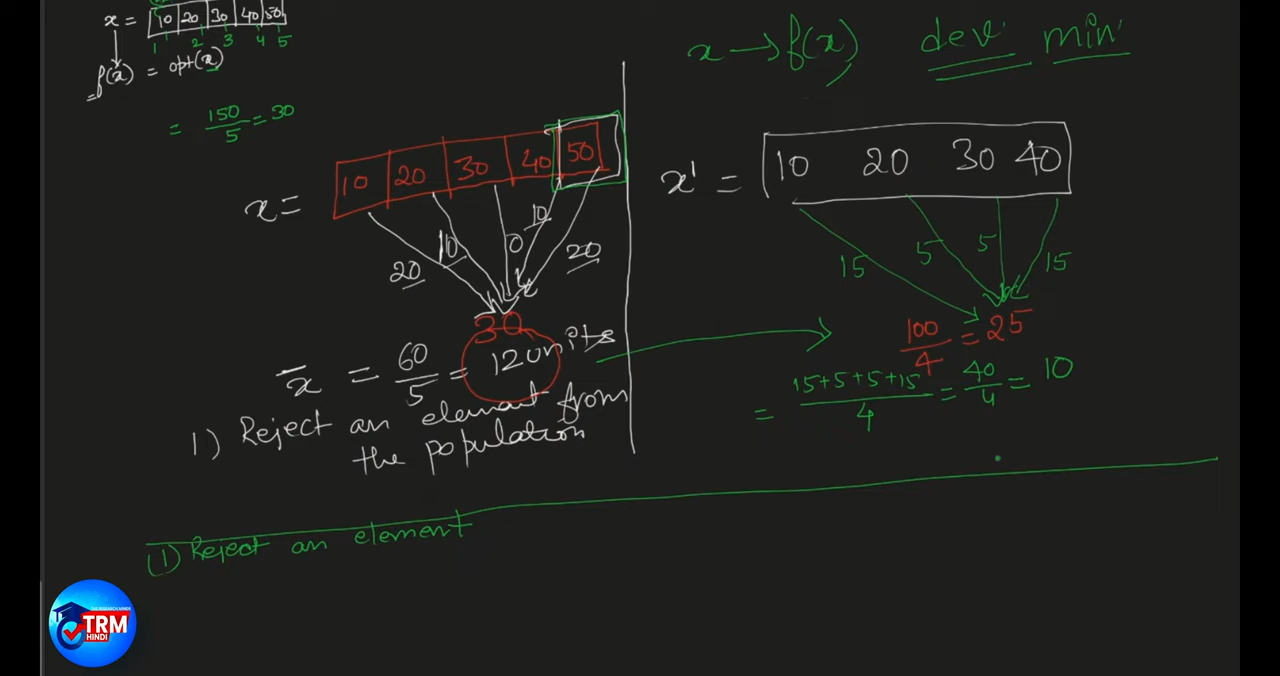 x = 10 20 30 40 50
1 2 3 4 5
f(x) = opt(x)
= 150/5 = 30
x → f(x) dev min
x = 10 20 30 40 50
20 10 0 10 20
30
x̄ = 60/5 = 12 units
1) Reject an element from
the population
x' = 10 20 30 40
15 5 5 15
100/4 = 25
= 15+5+5+15/4 = 40/4 = 10
(1) Reject an element
THE RESEARCH MINDS
TRM
HINDI